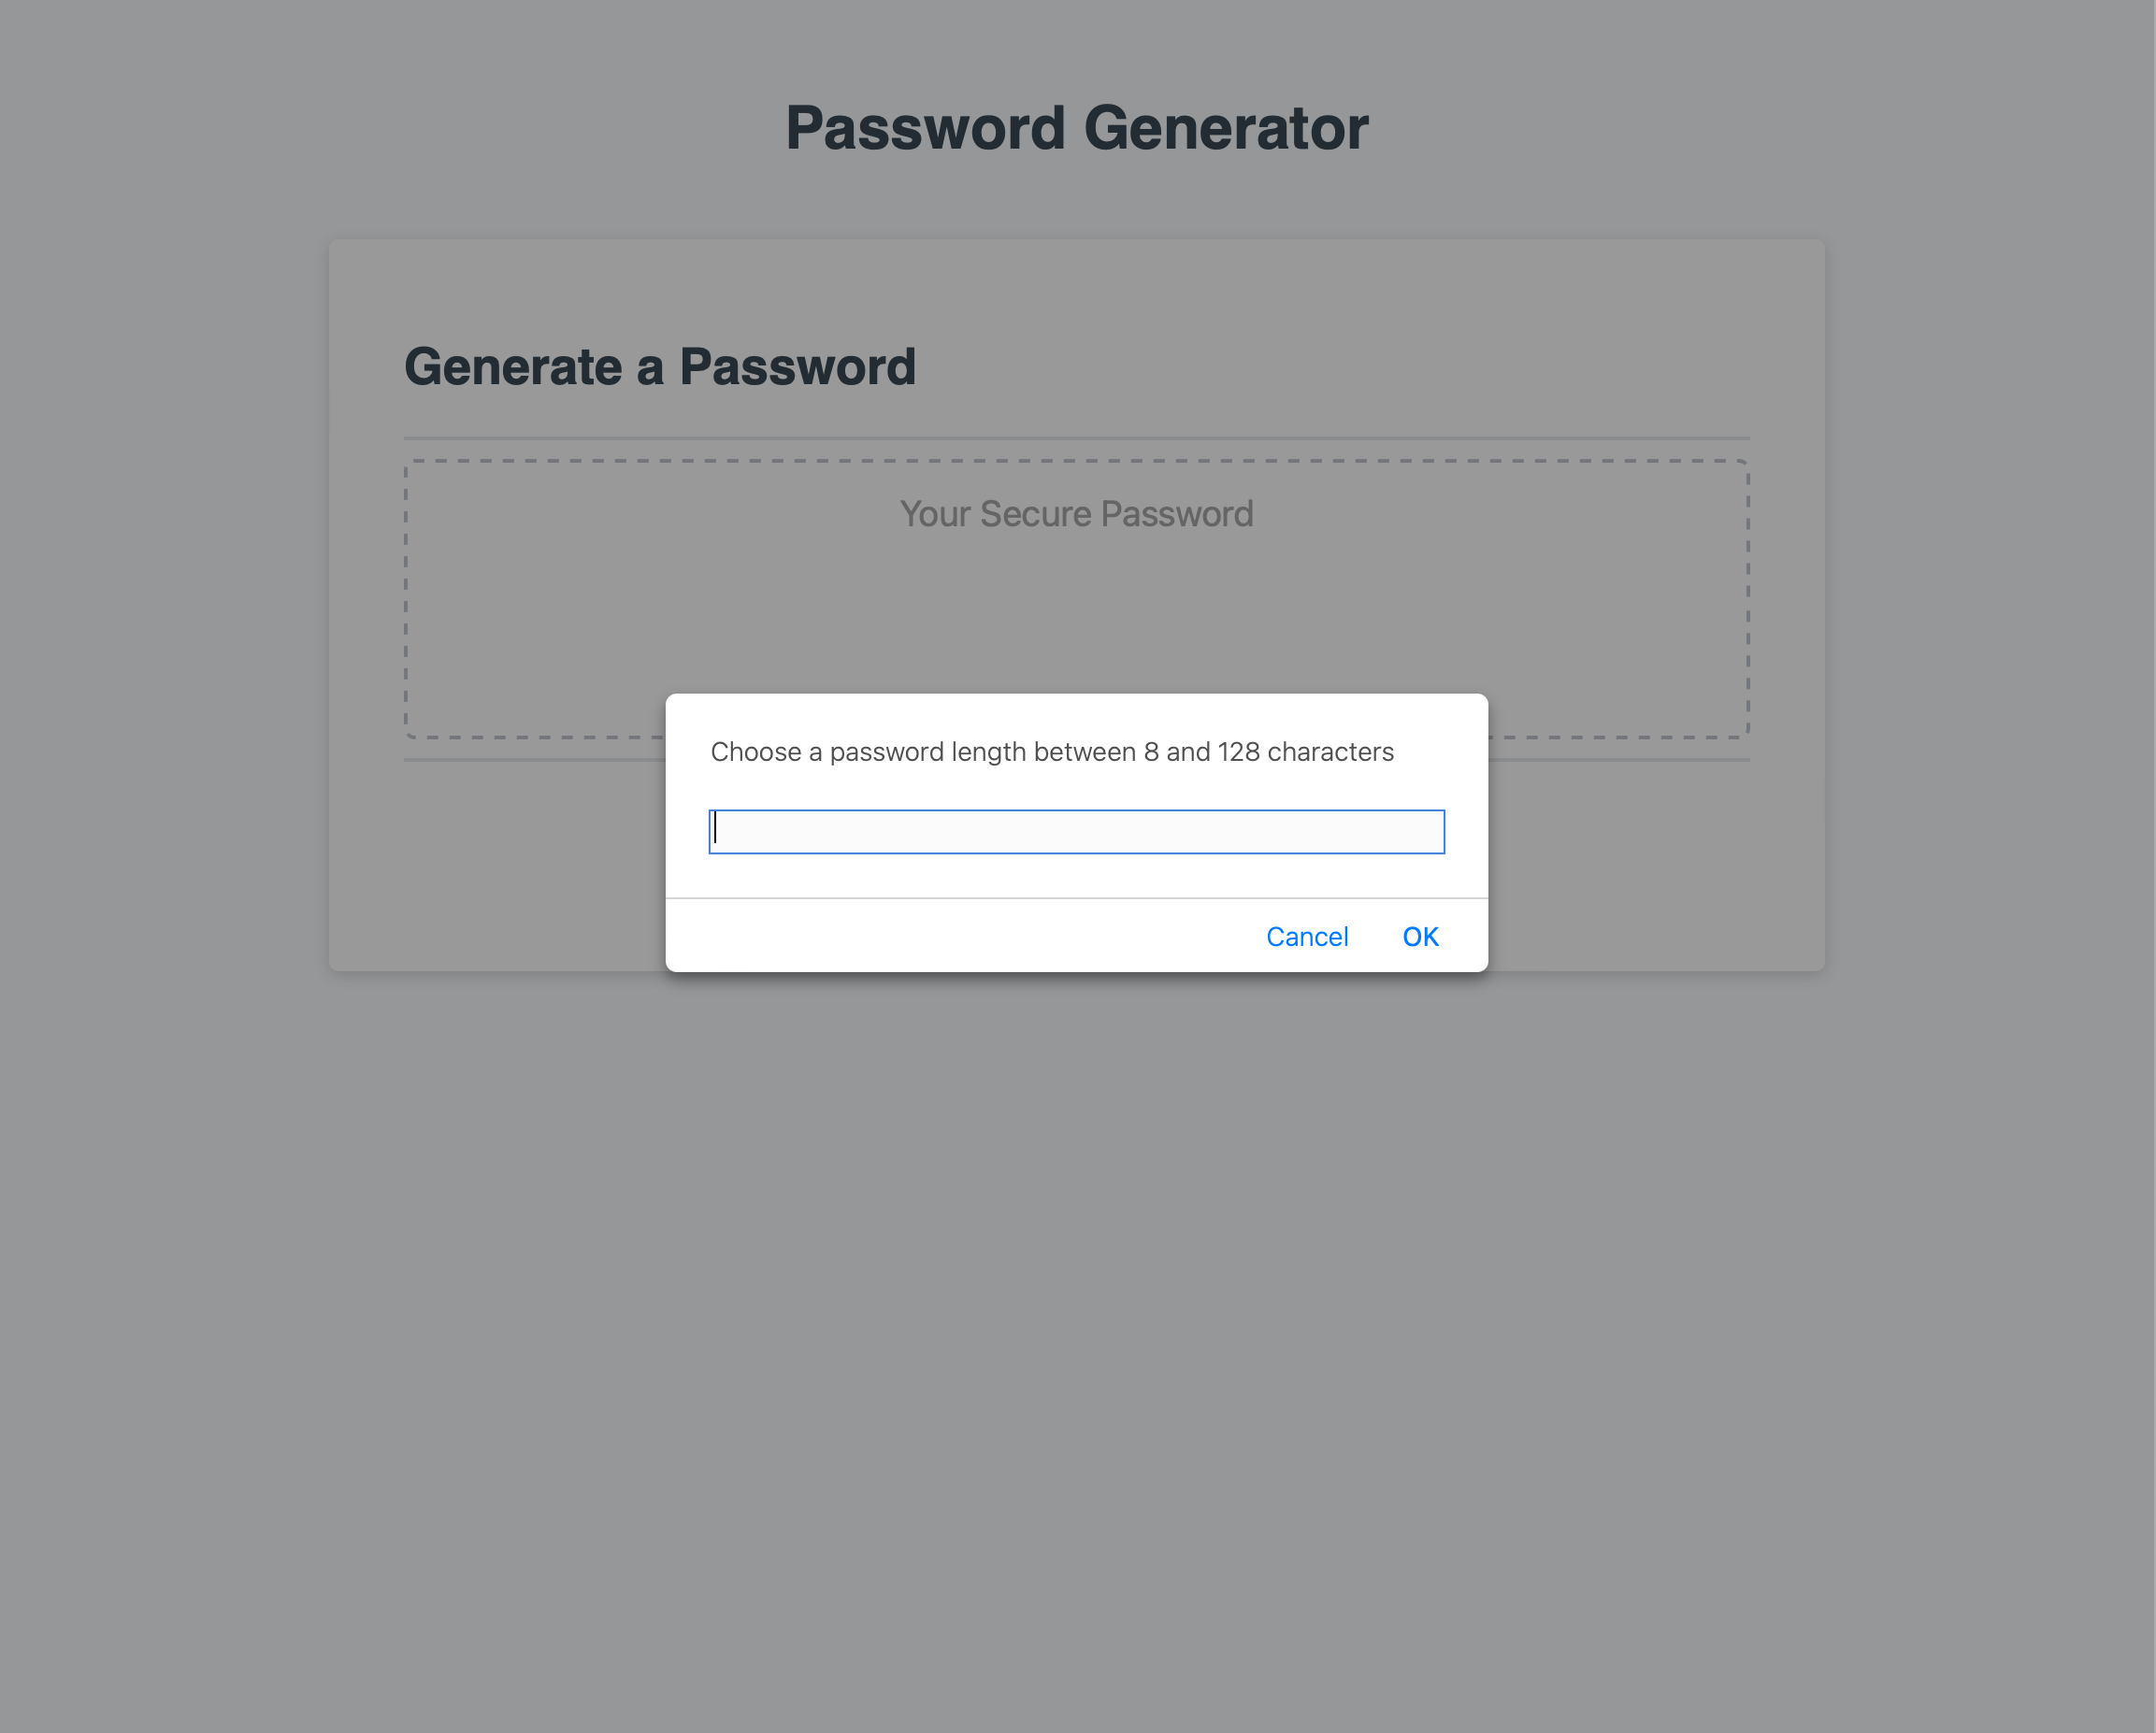 Password Generator
Generate a Password
Your Secure Password
Choose a password length between 8 and 128 characters
Cancel OK